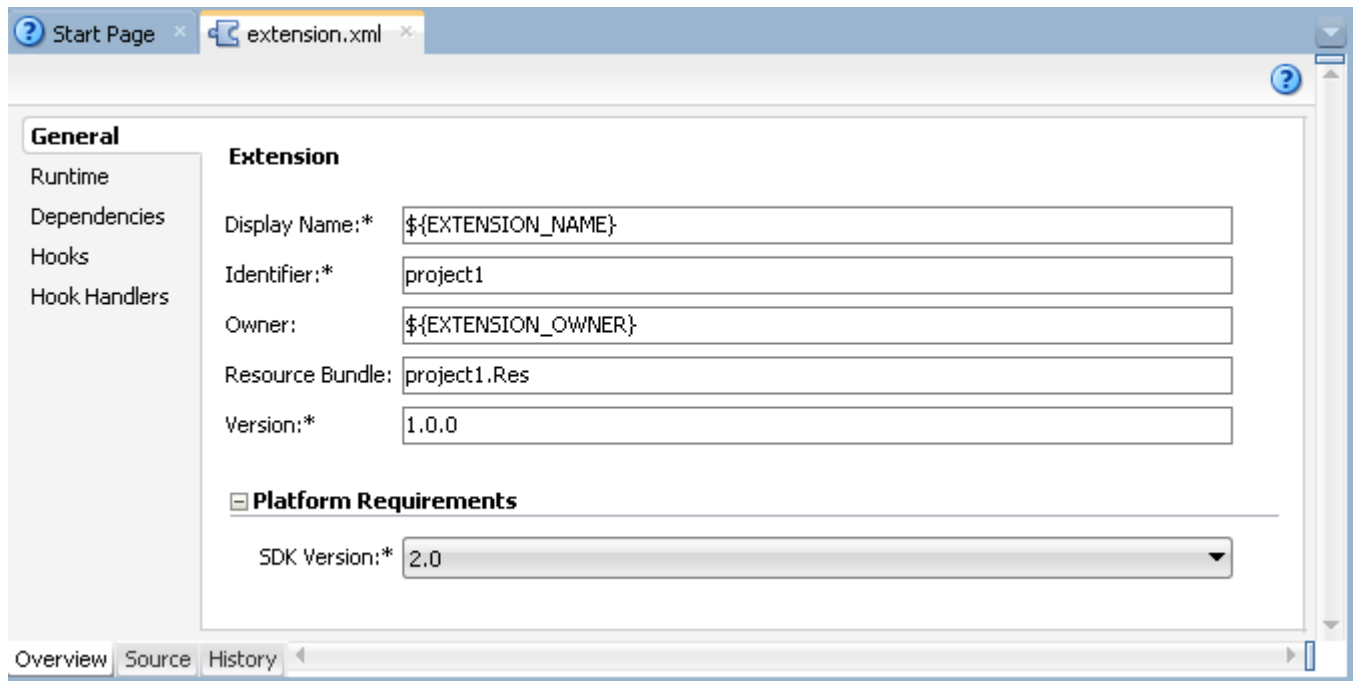 Start Page
extension.xml
General
Runtime
Dependencies
Hooks
Hook Handlers
Extension
Display Name:* ${EXTENSION_NAME}
Identifier:* project1
Owner: ${EXTENSION_OWNER}
Resource Bundle: project1.Res
Version:* 1.0.0
Platform Requirements
SDK Version:* 2.0
Overview Source History